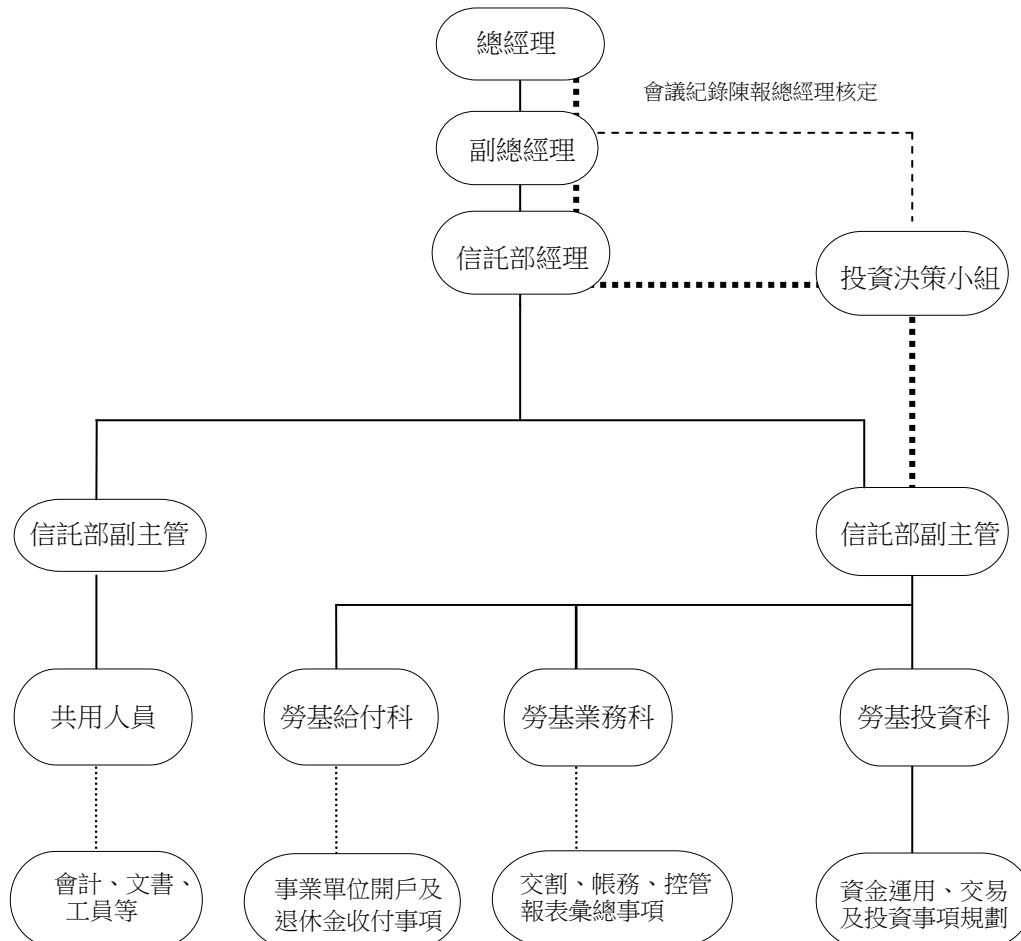 總經理
會議紀錄陳報總經理核定
副總經理
信託部經理
投資決策小組
信託部副主管
信託部副主管
共用人員
勞基給付科
勞基業務科
勞基投資科
會計、文書、
工員等
事業單位開戶及
退休金收付事項
交割、帳務、控管
報表彙總事項
資金運用、交易
及投資事項規劃